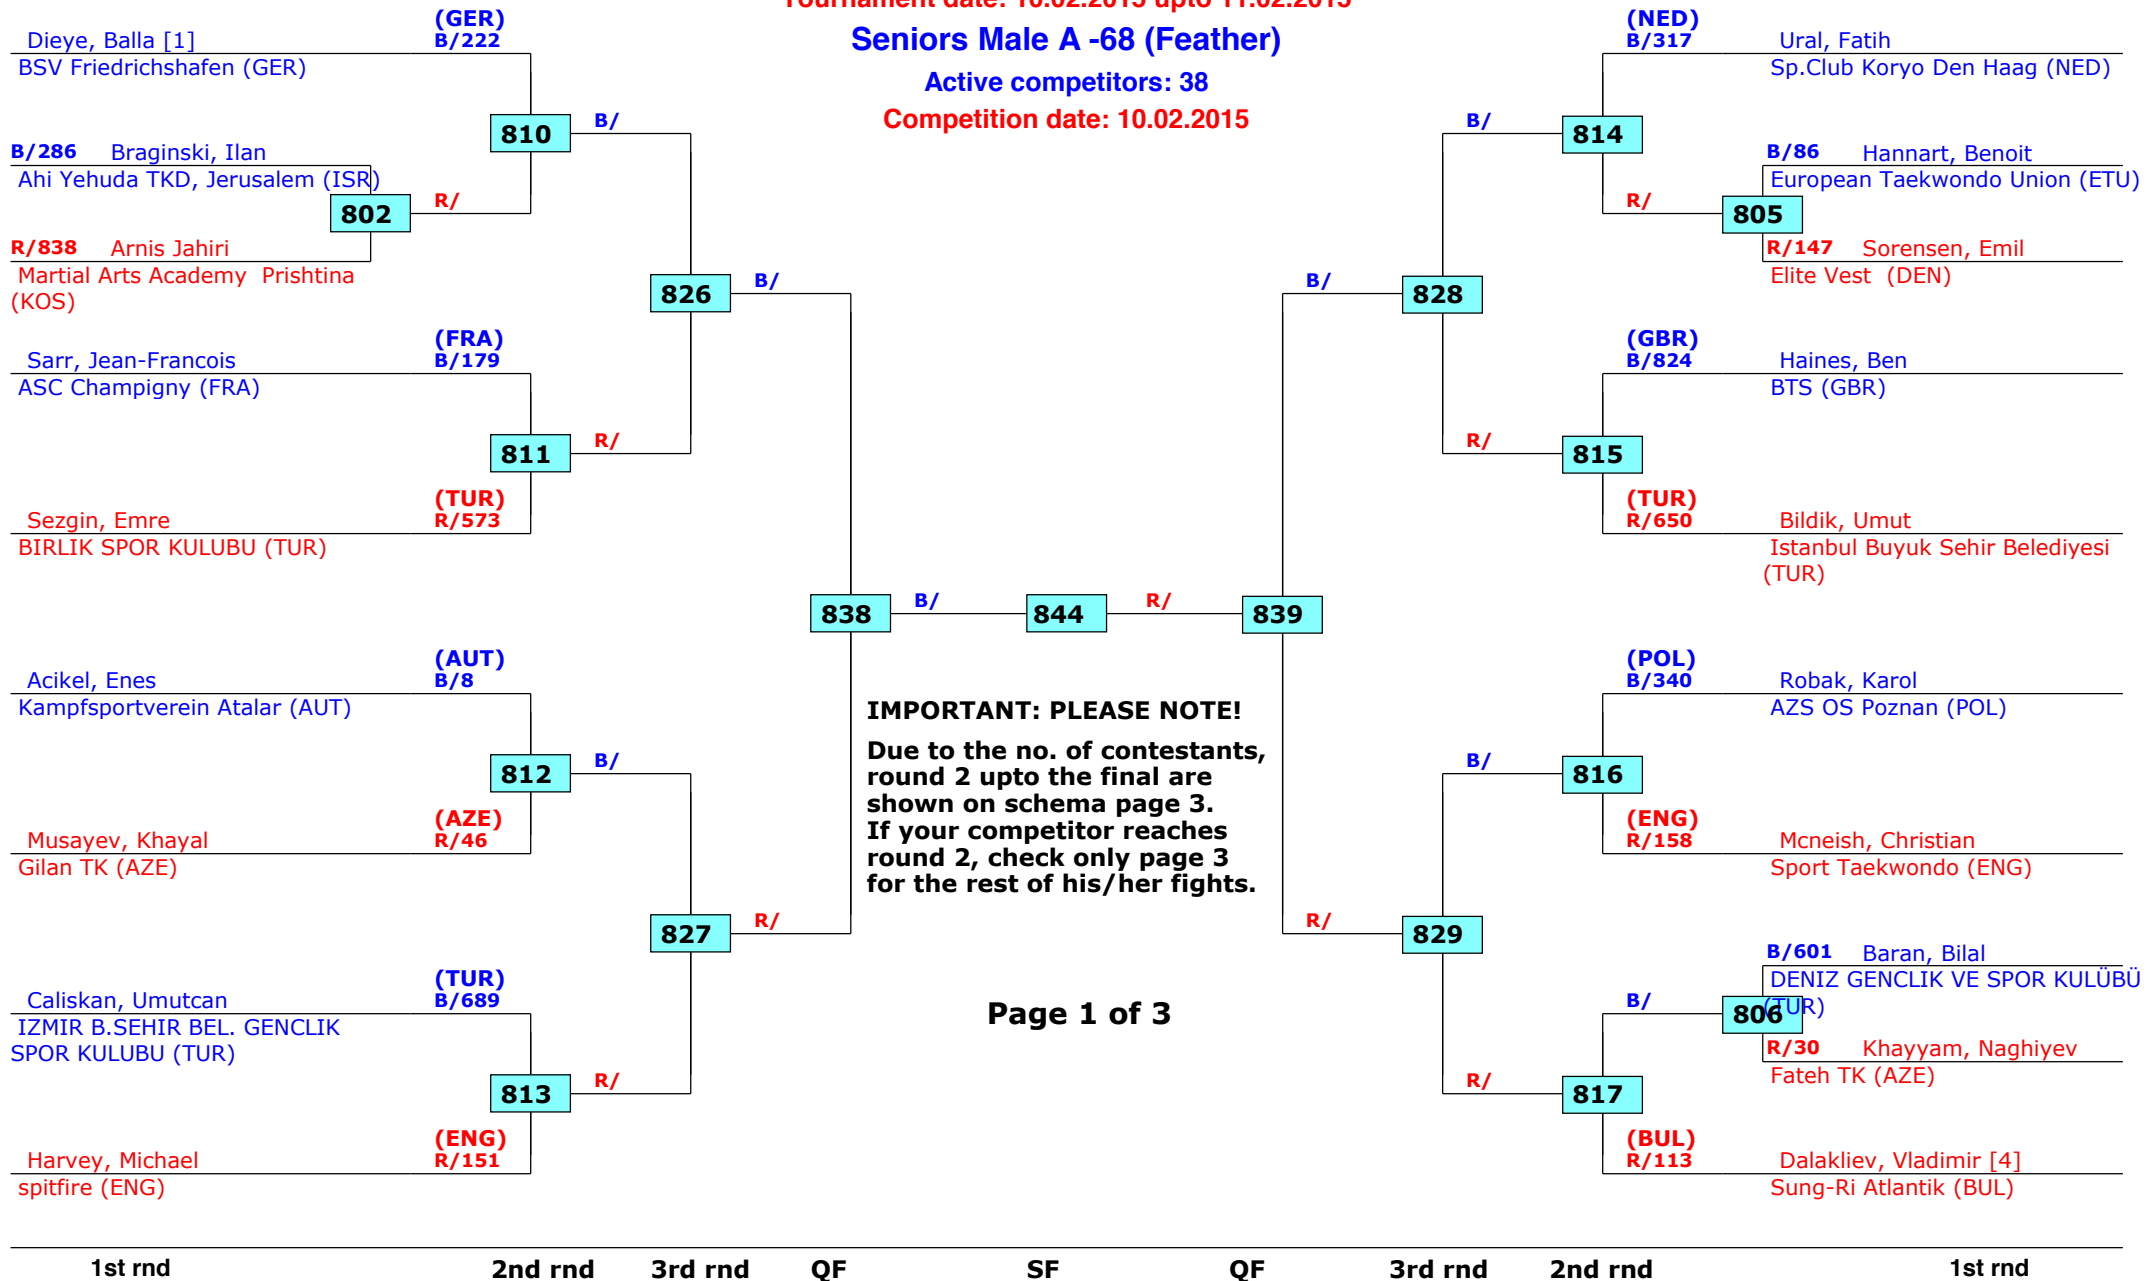 Tournament date: 10.02.2015 upto 11.02.2015
Seniors Male A -68 (Feather)
Active competitors: 38
Competition date: 10.02.2015
(GER)
Dieye, Balla [1]
B/222
BSV Friedrichshafen (GER)
810
B/
B/286
Braginski, Ilan
Ahi Yehuda TKD, Jerusalem (ISR)
802
R/
R/838
Arnis Jahiri
Martial Arts Academy  Prishtina
(KOS)
826
B/
(FRA)
Sarr, Jean-Francois
B/179
ASC Champigny (FRA)
811
R/
(TUR)
Sezgin, Emre
R/573
BIRLIK SPOR KULUBU (TUR)
838
B/
844
R/
839
(AUT)
Acikel, Enes
B/8
Kampfsportverein Atalar (AUT)
812
B/
(AZE)
Musayev, Khayal
R/46
Gilan TK (AZE)
827
R/
(TUR)
Caliskan, Umutcan
B/689
IZMIR B.SEHIR BEL. GENCLIK
SPOR KULUBU (TUR)
813
R/
(ENG)
Harvey, Michael
R/151
spitfire (ENG)
IMPORTANT: PLEASE NOTE!
Due to the no. of contestants,
round 2 upto the final are
shown on schema page 3.
If your competitor reaches
round 2, check only page 3
for the rest of his/her fights.
Page 1 of 3
(NED)
B/317
Ural, Fatih
Sp.Club Koryo Den Haag (NED)
B/
814
B/86
Hannart, Benoit
European Taekwondo Union (ETU)
R/
805
R/147
Sorensen, Emil
Elite Vest  (DEN)
B/
828
(GBR)
B/824
Haines, Ben
BTS (GBR)
R/
815
(TUR)
R/650
Bildik, Umut
Istanbul Buyuk Sehir Belediyesi
(TUR)
(POL)
B/340
Robak, Karol
AZS OS Poznan (POL)
B/
816
(ENG)
R/158
Mcneish, Christian
Sport Taekwondo (ENG)
R/
829
B/601
Baran, Bilal
DENIZ GENCLIK VE SPOR KULÜBÜ
(TUR)
B/
806
R/30
Khayyam, Naghiyev
Fateh TK (AZE)
R/
817
(BUL)
R/113
Dalakliev, Vladimir [4]
Sung-Ri Atlantik (BUL)
1st rnd
2nd rnd
3rd rnd
QF
SF
QF
3rd rnd
2nd rnd
1st rnd